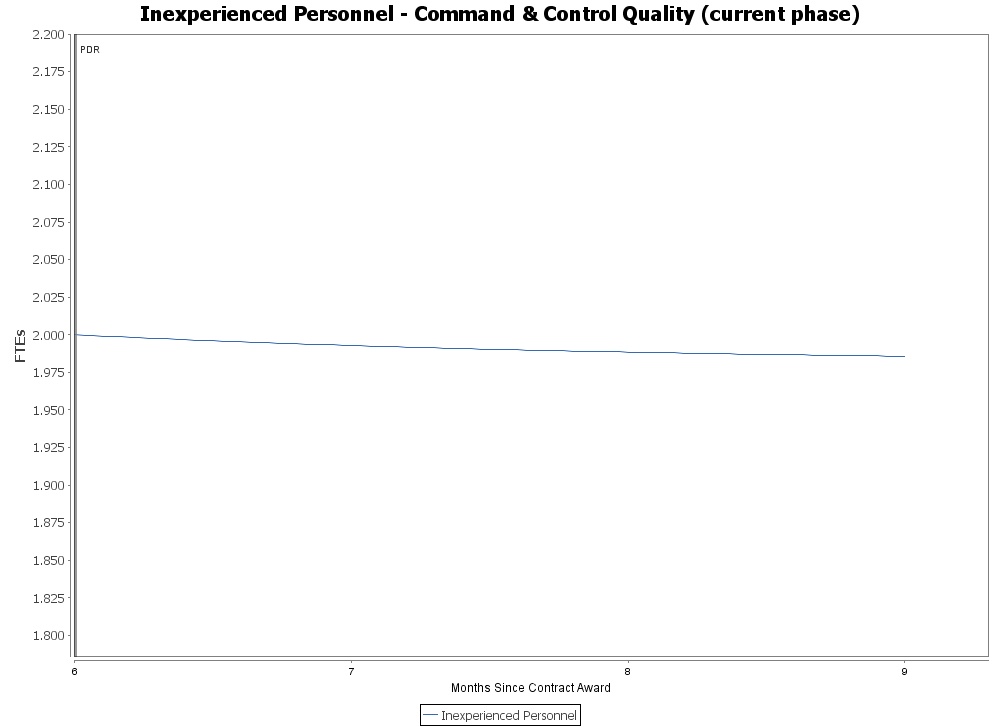 Inexperienced Personnel - Command & Control Quality (current phase)
2.200
PDR
2.175
2.150
2.125
2.100
2.075
2.050
2.025
2.000
FTEs
1.975
1.950
1.925
1.900
1.875
1.850
1.825
1.800
6 7 8 9
Months Since Contract Award
Inexperienced Personnel